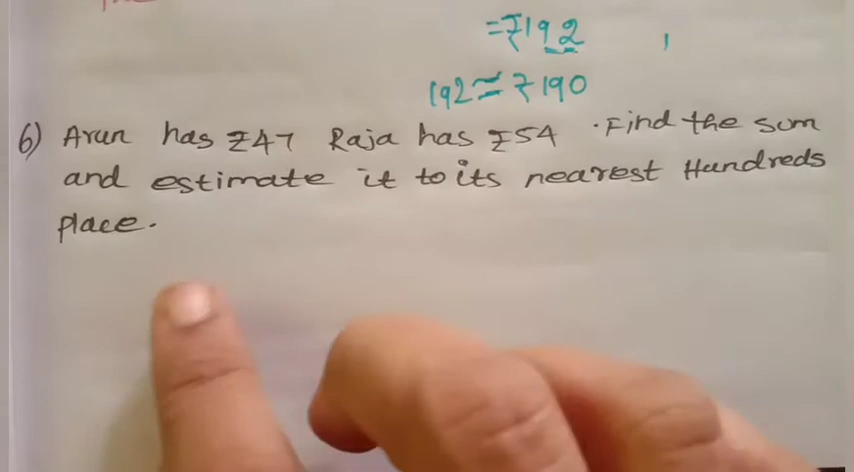 =₹192
192≃₹190
6) Arun has ₹47 Raja has ₹54 . Find the sum
and estimate it to its nearest Hundreds
place.